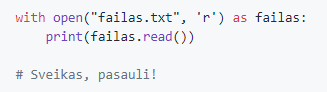 with open("failas.txt", 'r') as failas:
    print(failas.read())

# Sveikas, pasauli!